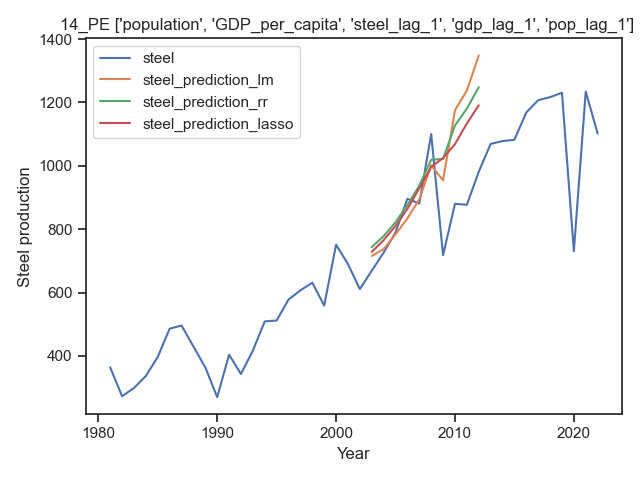 14_PE ['population', 'GDP_per_capita', 'steel_lag_1', 'gdp_lag_1', 'pop_lag_1']
1400
1200
1000
800
600
400
Steel production
steel
steel_prediction_lm
steel_prediction_rr
steel_prediction_lasso
1980
1990
2000
2010
2020
Year